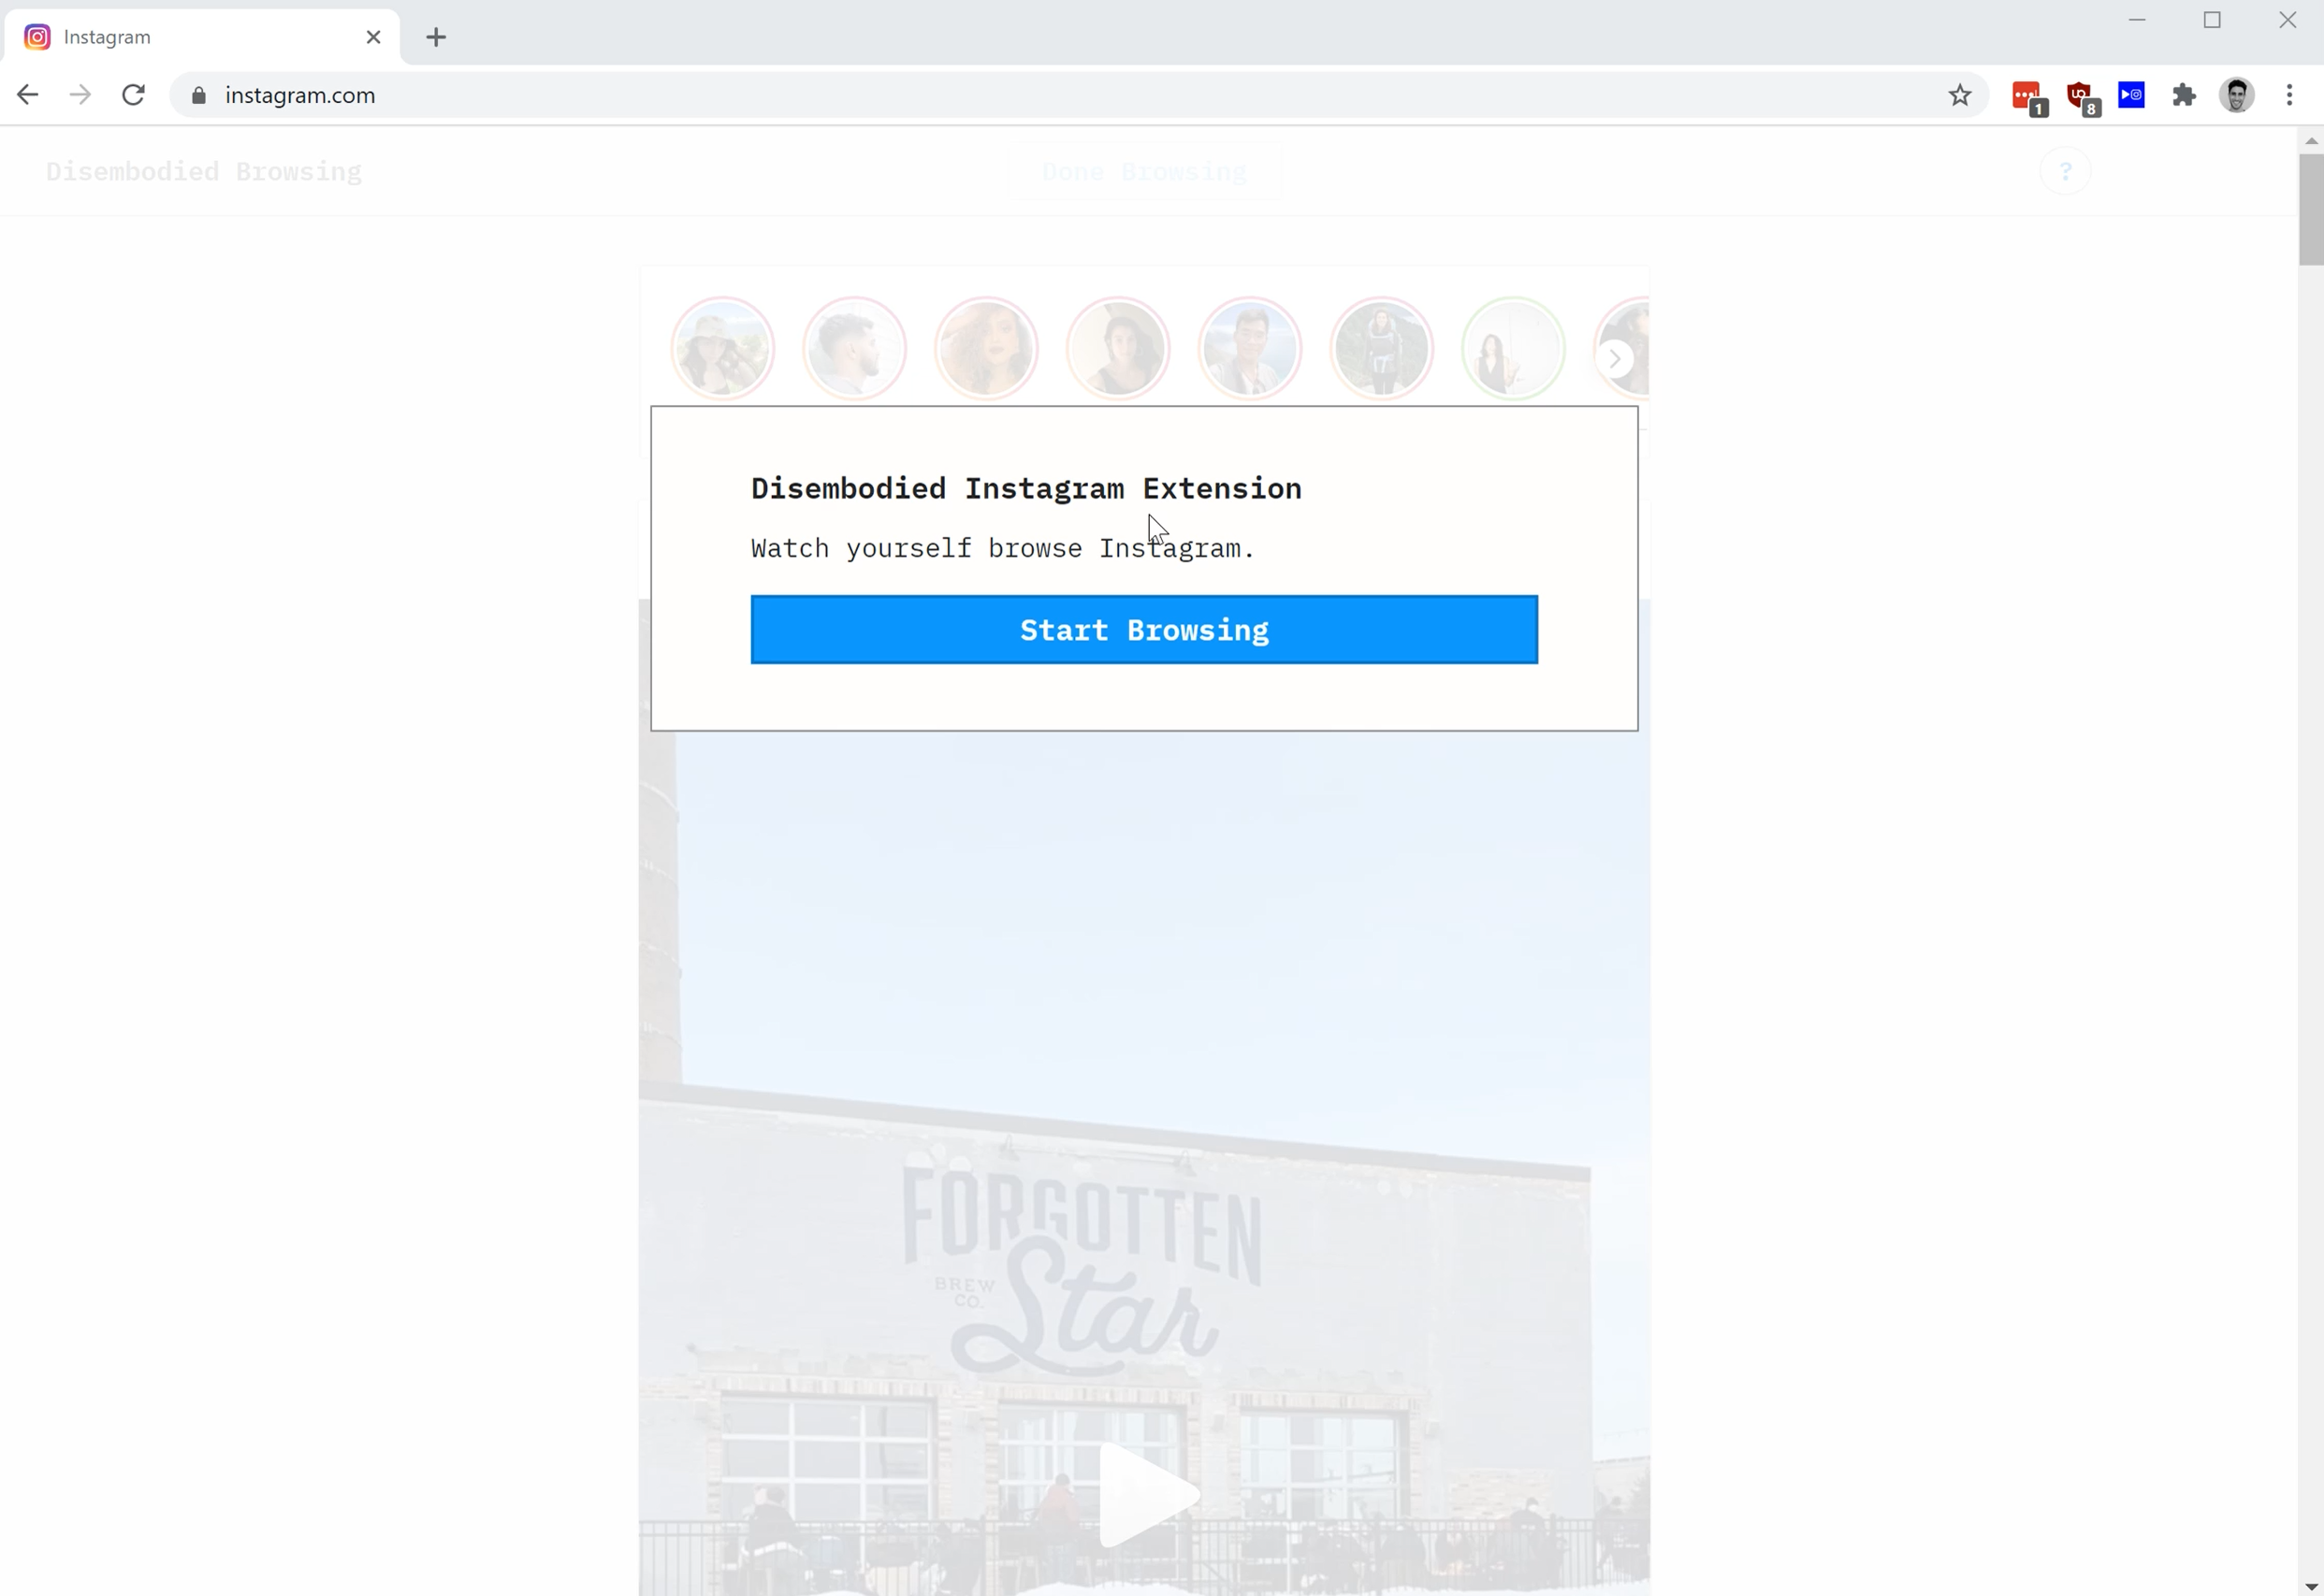 Instagram
instagram.com
1
8
Disembodied Browsing
Done Browsing
?
Disembodied Instagram Extension
Watch yourself browse Instagram.
Start Browsing
FORGOTTEN
BREW
CO.
Star